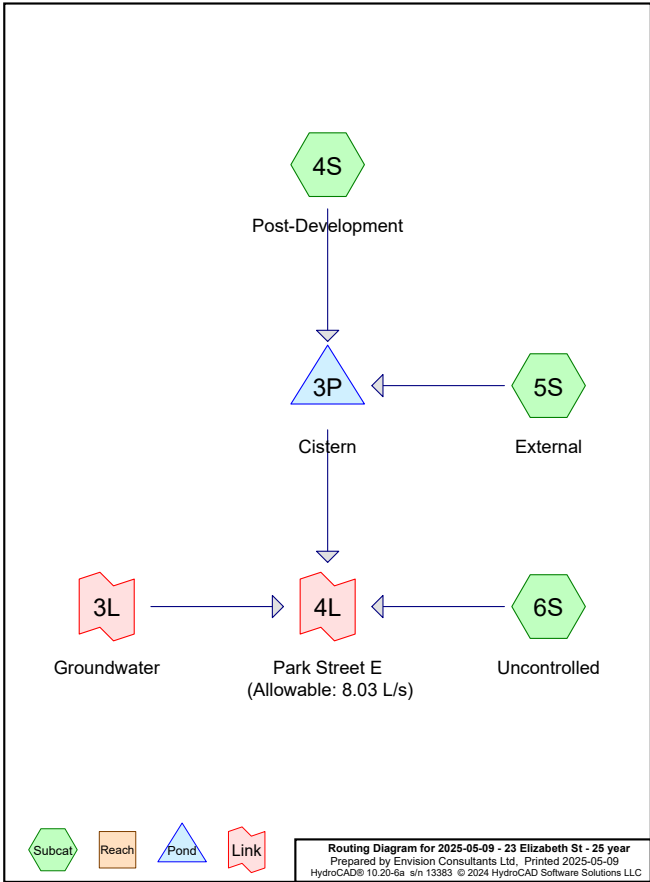 4S
Post-Development
3P
Cistern
5S
External
3L
Groundwater
4L
Park Street E
(Allowable: 8.03 L/s)
6S
Uncontrolled
Subcat
Reach
Pond
Link
Routing Diagram for 2025-05-09 - 23 Elizabeth St - 25 year
Prepared by Envision Consultants Ltd, Printed 2025-05-09
HydroCAD® 10.20-6a s/n 13383 © 2024 HydroCAD Software Solutions LLC